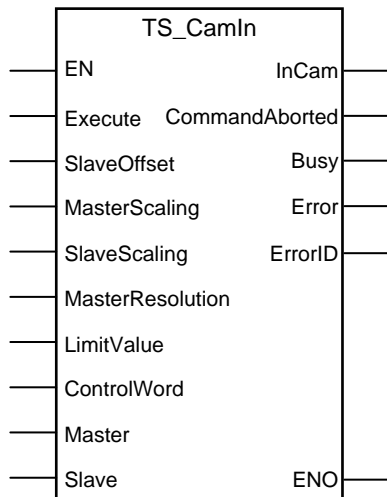 TS_CamIn
EN InCam
Execute CommandAborted
SlaveOffset Busy
MasterScaling Error
SlaveScaling ErrorID
MasterResolution
LimitValue
ControlWord
Master
Slave ENO